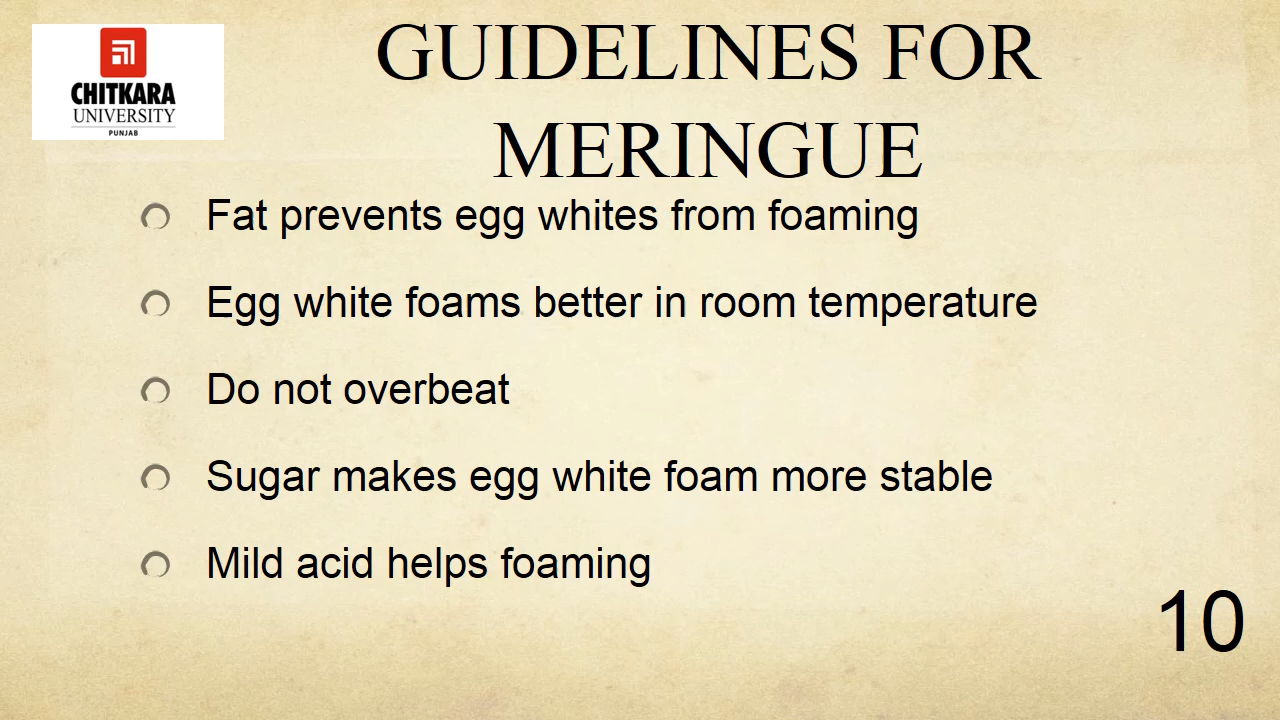 CHITKARA
UNIVERSITY
PUNJAB
GUIDELINES FOR
MERINGUE
Fat prevents egg whites from foaming
Egg white foams better in room temperature
Do not overbeat
Sugar makes egg white foam more stable
Mild acid helps foaming
10